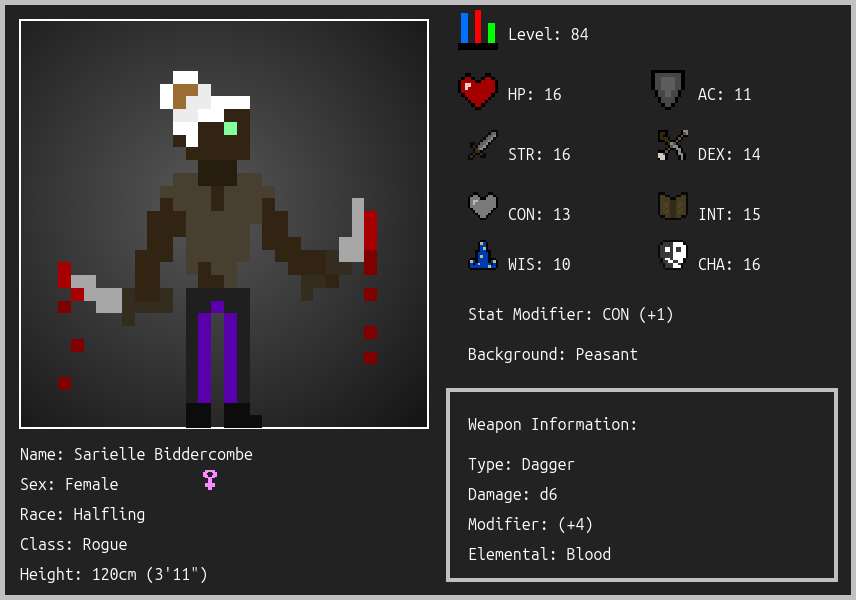 Level: 84
HP: 16
AC: 11
STR: 16
DEX: 14
CON: 13
INT: 15
WIS: 10
CHA: 16
Stat Modifier: CON (+1)
Background: Peasant
Weapon Information:
Type: Dagger
Damage: d6
Modifier: (+4)
Elemental: Blood
Name: Sarielle Biddercombe
Sex: Female
Race: Halfling
Class: Rogue
Height: 120cm (3'11")